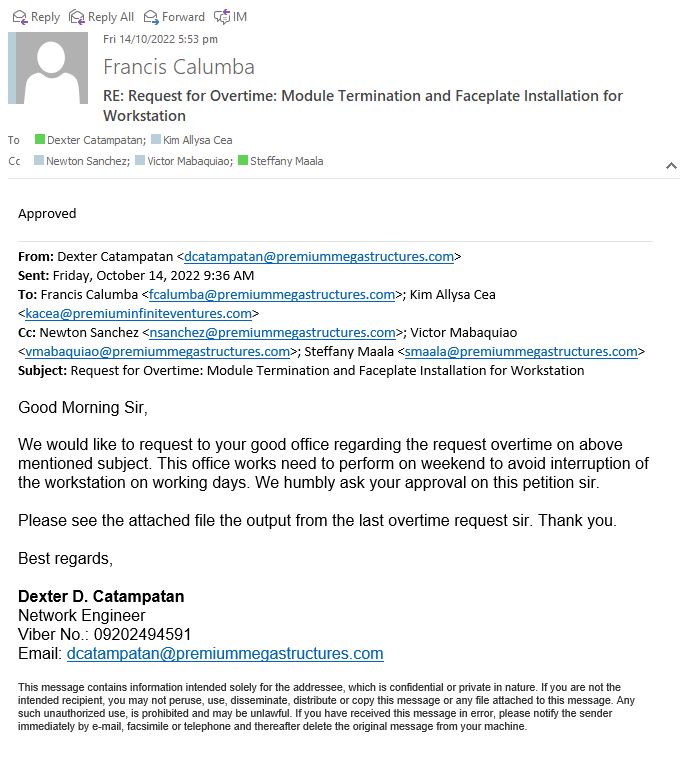 Reply Reply All Forward IM
Fri 14/10/2022 5:53 pm
Francis Calumba
RE: Request for Overtime: Module Termination and Faceplate Installation for
Workstation
To Dexter Catampatan; Kim Allysa Cea
Cc Newton Sanchez; Victor Mabaquiao; Steffany Maala
Approved
From: Dexter Catampatan <dcatampatan@premiummegastructures.com>
Sent: Friday, October 14, 2022 9:36 AM
To: Francis Calumba <fcalumba@premiummegastructures.com>; Kim Allysa Cea
<kacea@premiuminfiniteventures.com>
Cc: Newton Sanchez <nsanchez@premiummegastructures.com>; Victor Mabaquiao
<vmabaquiao@premiummegastructures.com>; Steffany Maala <smaala@premiummegastructures.com>
Subject: Request for Overtime: Module Termination and Faceplate Installation for Workstation
Good Morning Sir,
We would like to request to your good office regarding the request overtime on above
mentioned subject. This office works need to perform on weekend to avoid interruption of
the workstation on working days. We humbly ask your approval on this petition sir.
Please see the attached file the output from the last overtime request sir. Thank you.
Best regards,
Dexter D. Catampatan
Network Engineer
Viber No.: 09202494591
Email: dcatampatan@premiummegastructures.com
This message contains information intended solely for the addressee, which is confidential or private in nature. If you are not the
intended recipient, you may not peruse, use, disseminate, distribute or copy this message or any file attached to this message. Any
such unauthorized use, is prohibited and may be unlawful. If you have received this message in error, please notify the sender
immediately by e-mail, facsimile or telephone and thereafter delete the original message from your machine.